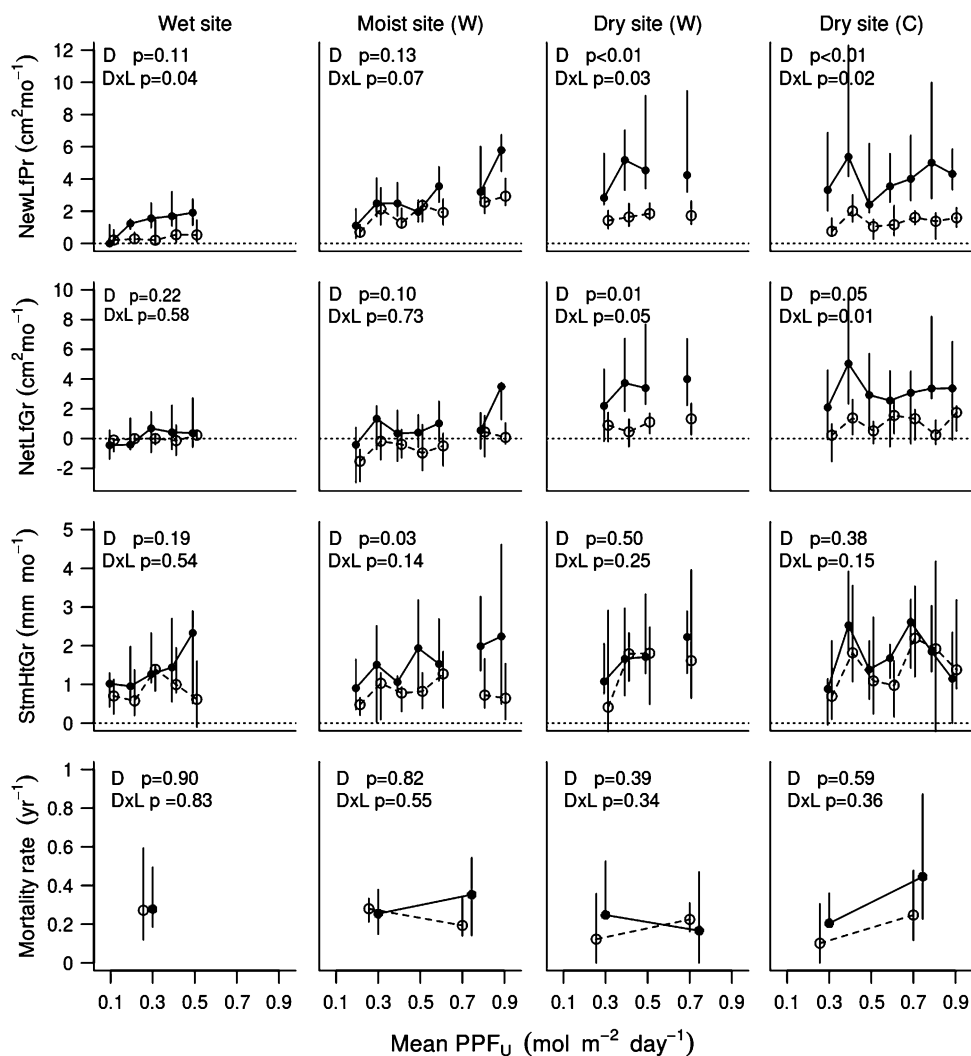 Wet site Moist site (W) Dry site (W) Dry site (C)
NewLfPr (cm²mo⁻¹)
12
10
8
6
4
2
0
D p=0.11
DxL p=0.04
D p=0.13
DxL p=0.07
D p<0.01
DxL p=0.03
D p<0.01
DxL p=0.02
NetLfGr (cm²mo⁻¹)
10
8
6
4
2
0
-2
D p=0.22
DxL p=0.58
D p=0.10
DxL p=0.73
D p=0.01
DxL p=0.05
D p=0.05
DxL p=0.01
StmHtGr (mm mo⁻¹)
5
4
3
2
1
0
D p=0.19
DxL p=0.54
D p=0.03
DxL p=0.14
D p=0.50
DxL p=0.25
D p=0.38
DxL p=0.15
Mortality rate (yr⁻¹)
1
0.8
0.6
0.4
0.2
0
D p=0.90
DxL p =0.83
D p=0.82
DxL p=0.55
D p=0.39
DxL p=0.34
D p=0.59
DxL p=0.36
0.1 0.3 0.5 0.7 0.9 0.1 0.3 0.5 0.7 0.9 0.1 0.3 0.5 0.7 0.9 0.1 0.3 0.5 0.7 0.9
Mean PPF_U (mol m⁻² day⁻¹)